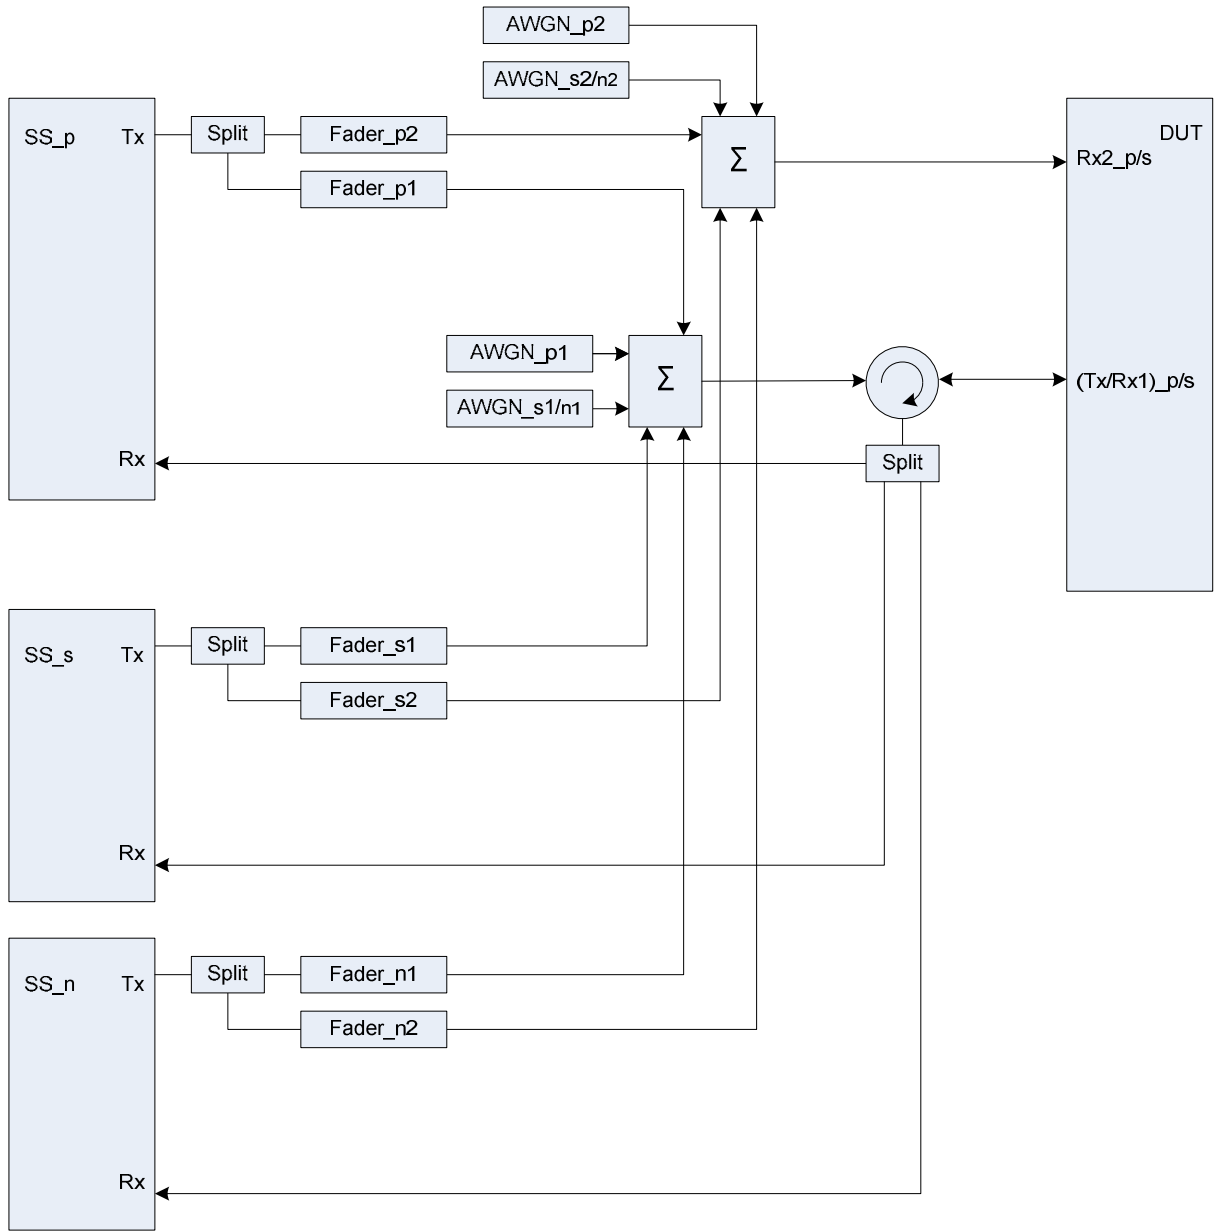 AWGN_p2
AWGN_s2/n2
SS_p
Tx
Split
Fader_p2
Σ
DUT
Rx2_p/s
Fader_p1
AWGN_p1
Σ
AWGN_s1/n1
(Tx/Rx1)_p/s
Rx
Split
SS_s
Tx
Split
Fader_s1
Fader_s2
Rx
SS_n
Tx
Split
Fader_n1
Fader_n2
Rx